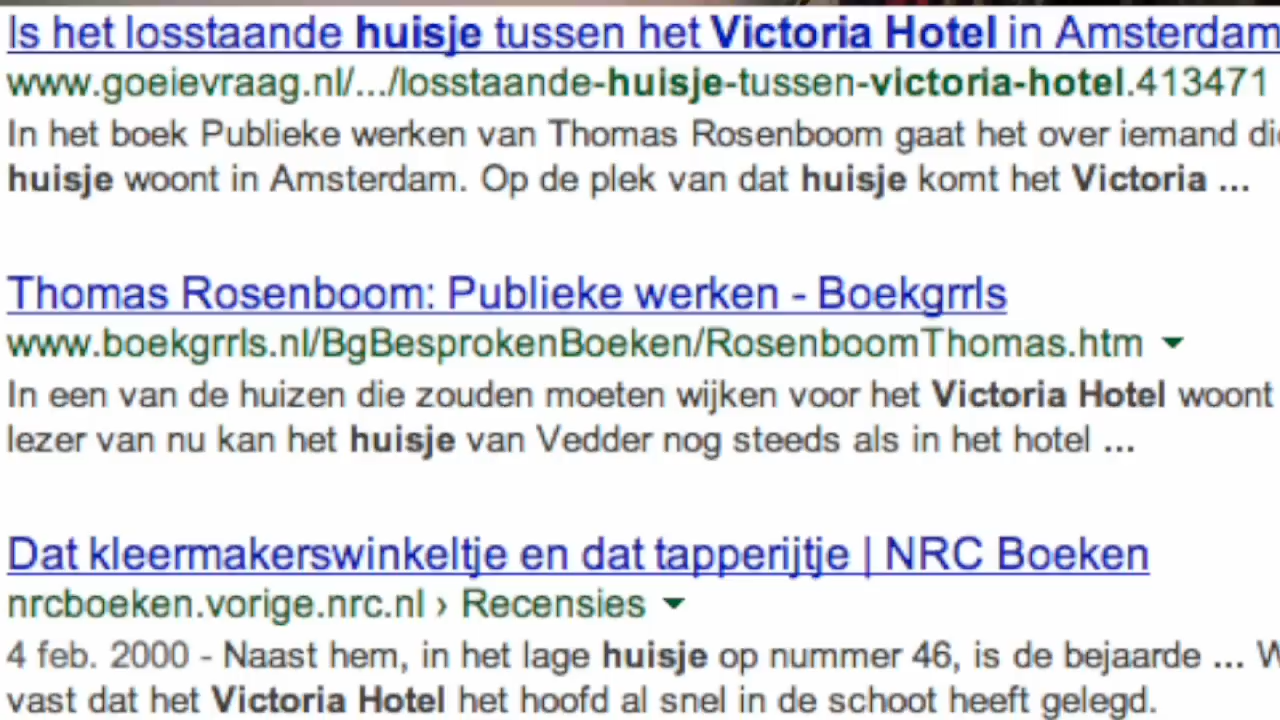 Is het losstaande huisje tussen het Victoria Hotel in Amsterdam
www.goeievraag.nl/.../losstaande-huisje-tussen-victoria-hotel.413471
In het boek Publieke werken van Thomas Rosenboom gaat het over iemand die
huisje woont in Amsterdam. Op de plek van dat huisje komt het Victoria ...
Thomas Rosenboom: Publieke werken - Boekgrrls
www.boekgrrls.nl/BgBesprokenBoeken/RosenboomThomas.htm
In een van de huizen die zouden moeten wijken voor het Victoria Hotel woont
lezer van nu kan het huisje van Vedder nog steeds als in het hotel ...
Dat kleermakerswinkeltje en dat tapperijtje | NRC Boeken
nrcboeken.vorige.nrc.nl › Recensies
4 feb. 2000 - Naast hem, in het lage huisje op nummer 46, is de bejaarde ...
vast dat het Victoria Hotel het hoofd al snel in de schoot heeft gelegd.